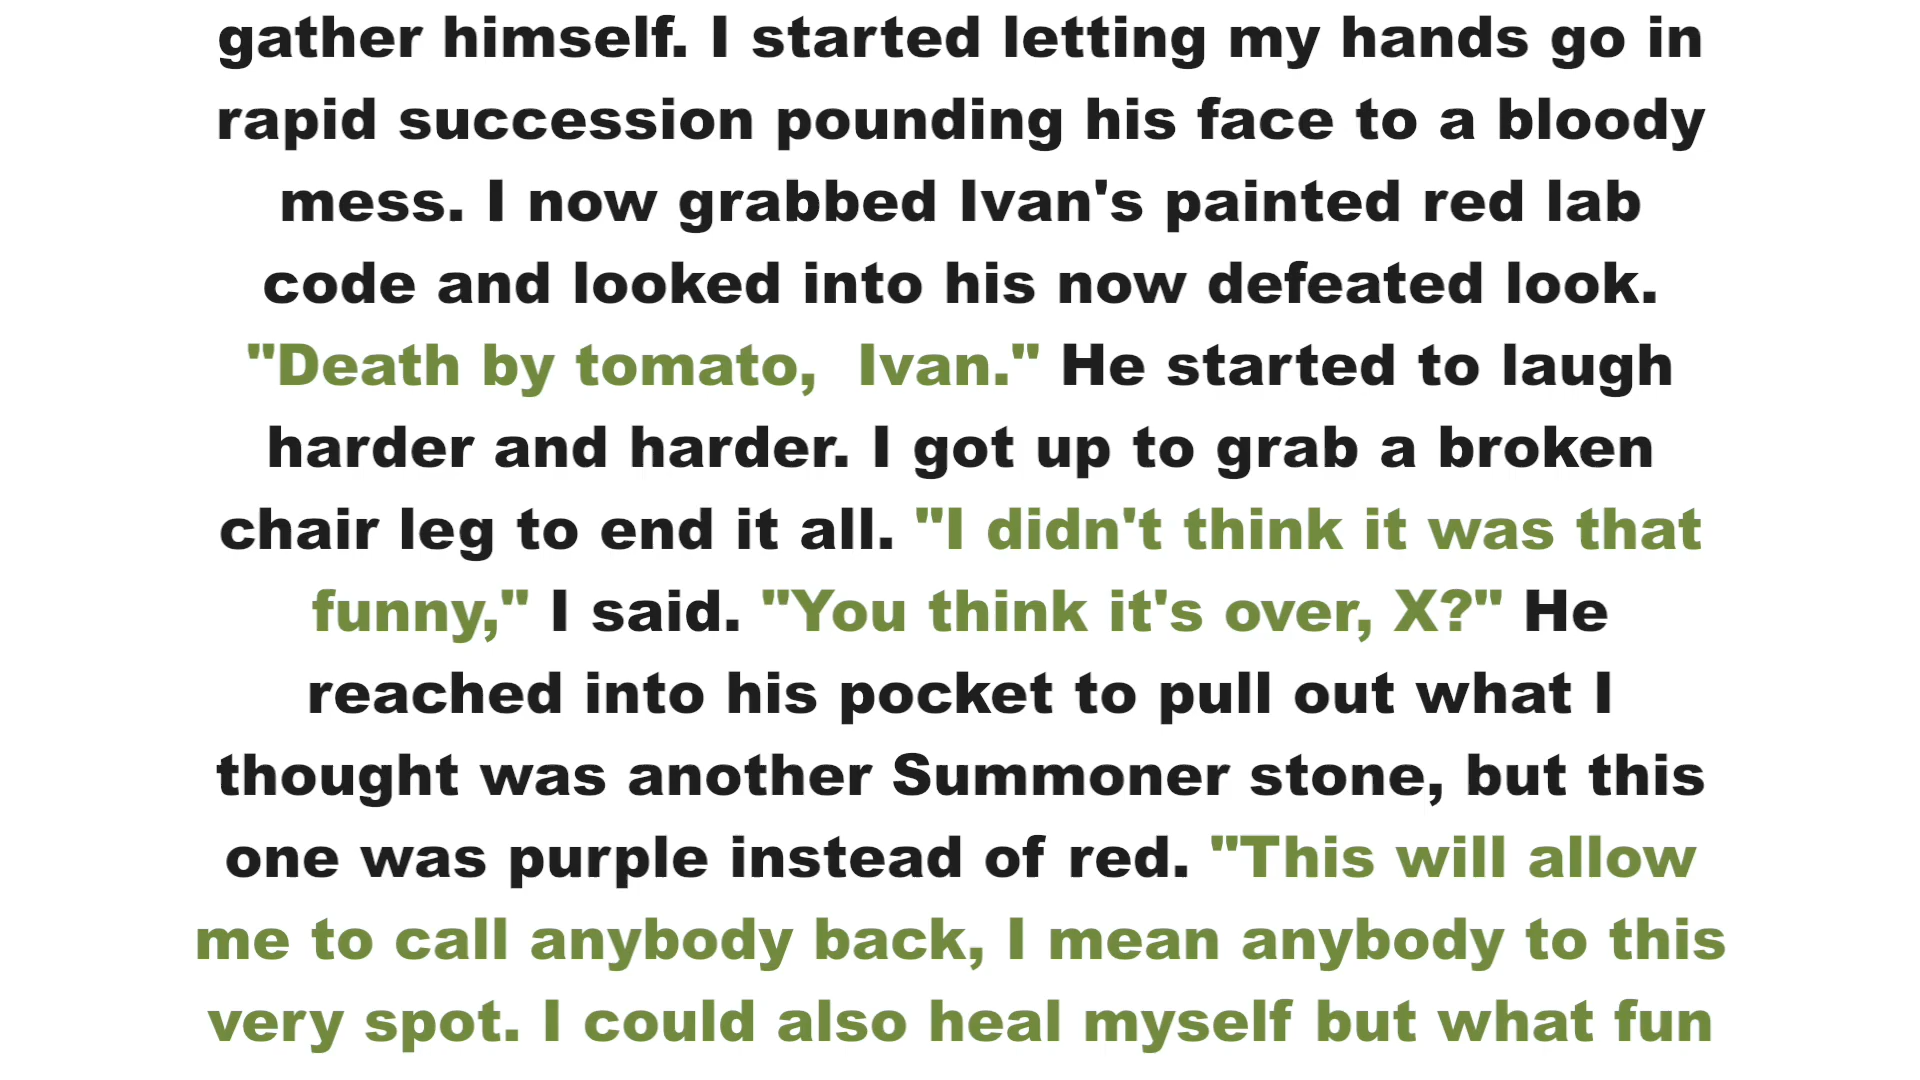 gather himself. I started letting my hands go in
rapid succession pounding his face to a bloody
mess. I now grabbed Ivan's painted red lab
code and looked into his now defeated look.
"Death by tomato,  Ivan." He started to laugh
harder and harder. I got up to grab a broken
chair leg to end it all. "I didn't think it was that
funny," I said. "You think it's over, X?" He
reached into his pocket to pull out what I
thought was another Summoner stone, but this
one was purple instead of red. "This will allow
me to call anybody back, I mean anybody to this
very spot. I could also heal myself but what fun